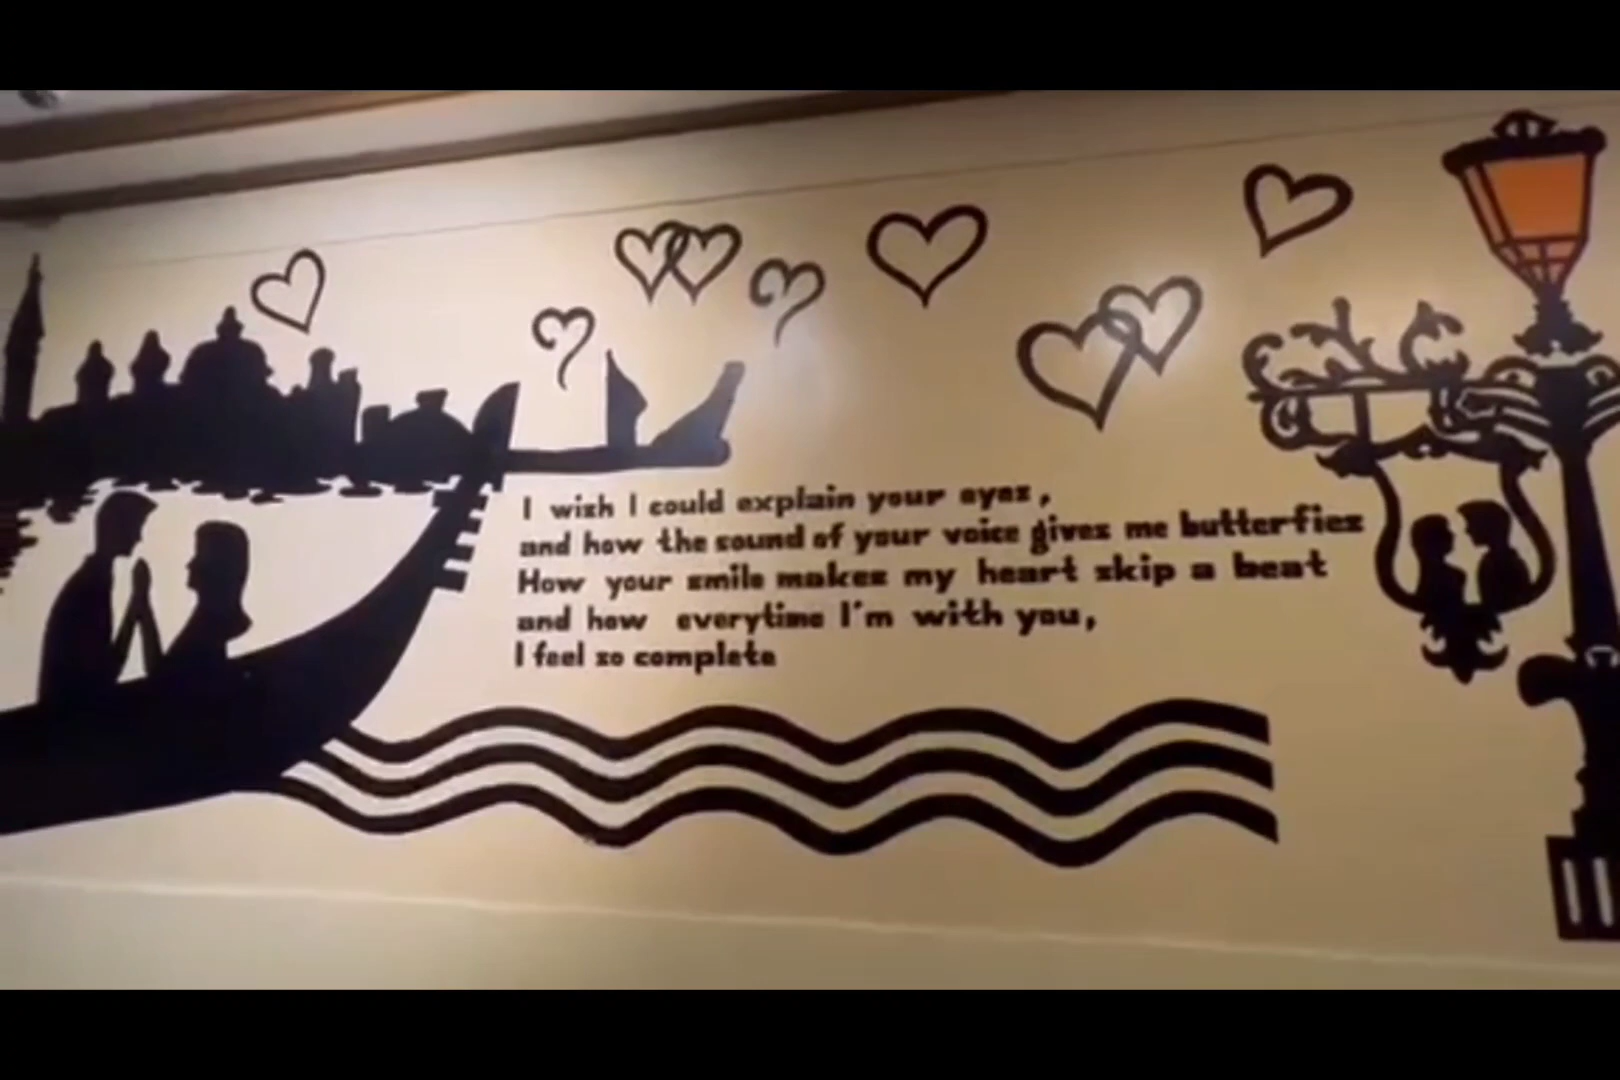 I wish I could explain your eyes,
and how the sound of your voice gives me butterfies
How your smile makes my heart skip a beat
and how everytime I'm with you,
I feel so complete